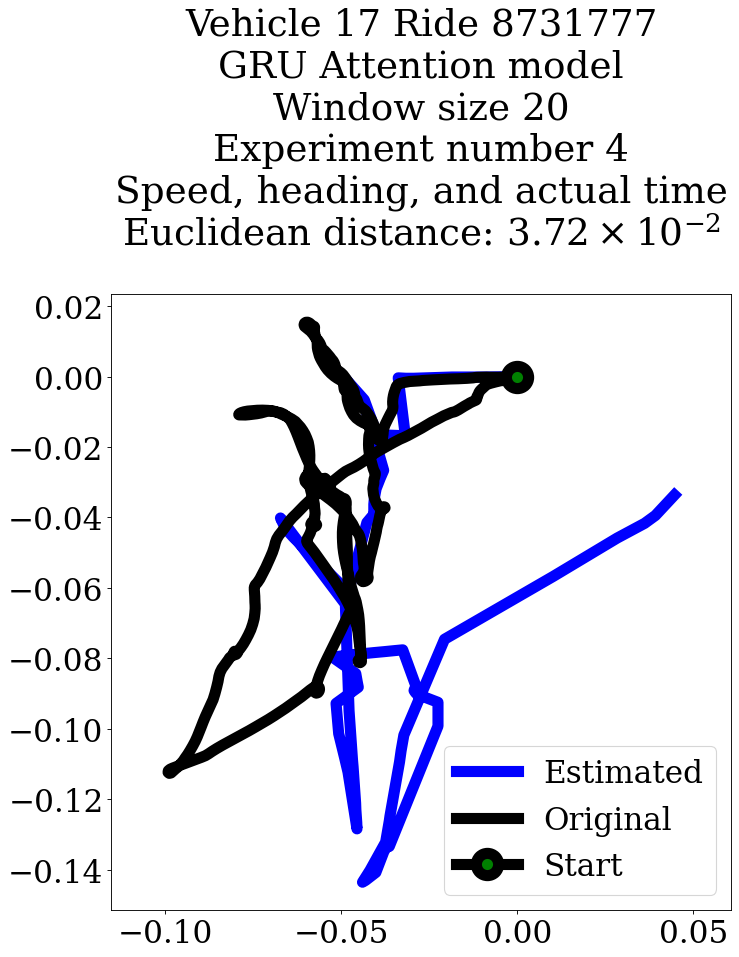 Vehicle 17 Ride 8731777
GRU Attention model
Window size 20
Experiment number 4
Speed, heading, and actual time
Euclidean distance: 3.72 × 10⁻²
0.02
0.00
−0.02
−0.04
−0.06
−0.08
−0.10
−0.12
−0.14
Estimated
Original
Start
−0.10
−0.05
0.00
0.05